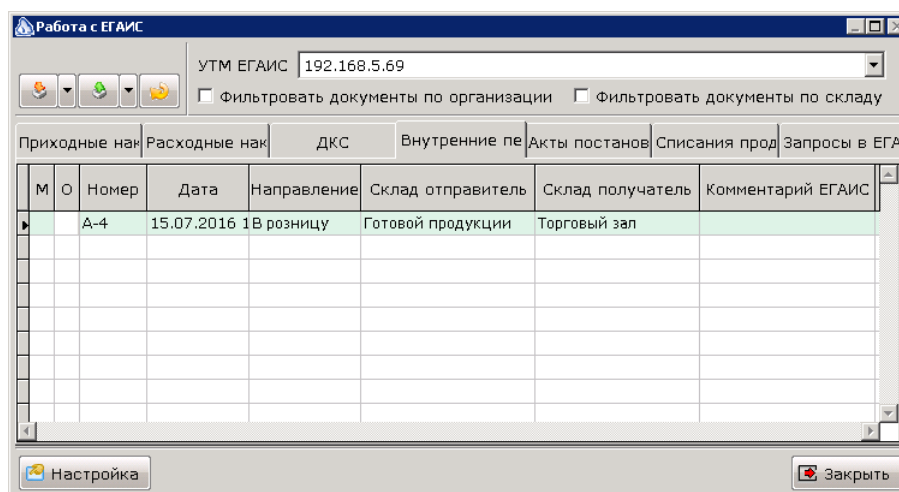 Работа с ЕГАИС
УТМ ЕГАИС 192.168.5.69
Фильтровать документы по организации Фильтровать документы по складу
Приходные нак Расходные нак ДКС Внутренние пе Акты постанов Списания прод Запросы в ЕГА
М О Номер Дата Направление Склад отправитель Склад получатель Комментарий ЕГАИС
А-4 15.07.2016 1 В розницу Готовой продукции Торговый зал
Настройка Закрыть